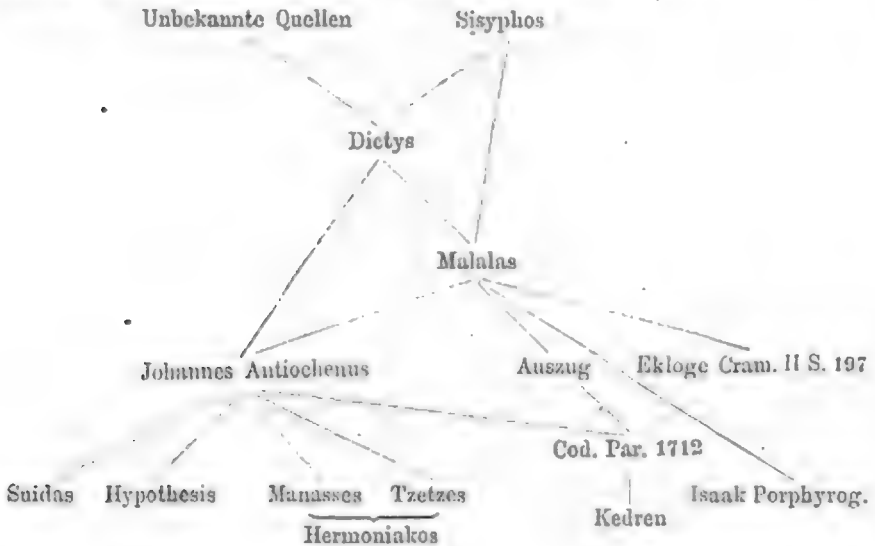 Unbekannte Quellen Sisyphos
Dictys
Malalas
Johannes Antiochenus Auszug Ekloge Cram. II S. 197
Cod. Par. 1712
Suidas Hypothesis Manasses Tzetzes Isaak Porphyrog.
Kedren
Hermoniakos